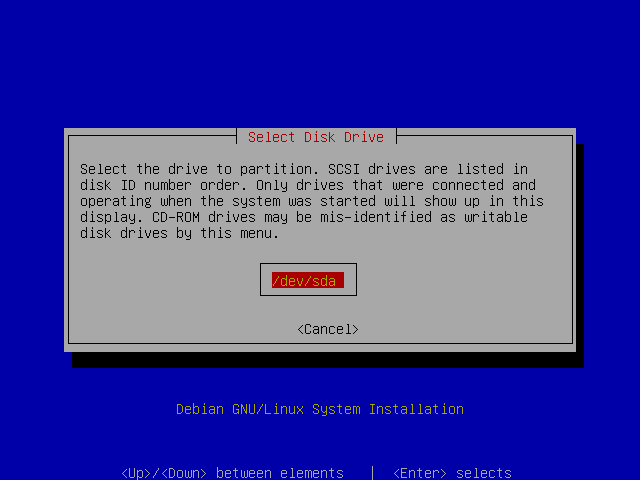 Select Disk Drive
Select the drive to partition. SCSI drives are listed in
disk ID number order. Only drives that were connected and
operating when the system was started will show up in this
display. CD-ROM drives may be mis-identified as writable
disk drives by this menu.
/dev/sda
<Cancel>
Debian GNU/Linux System Installation
<Up>/<Down> between elements | <Enter> selects